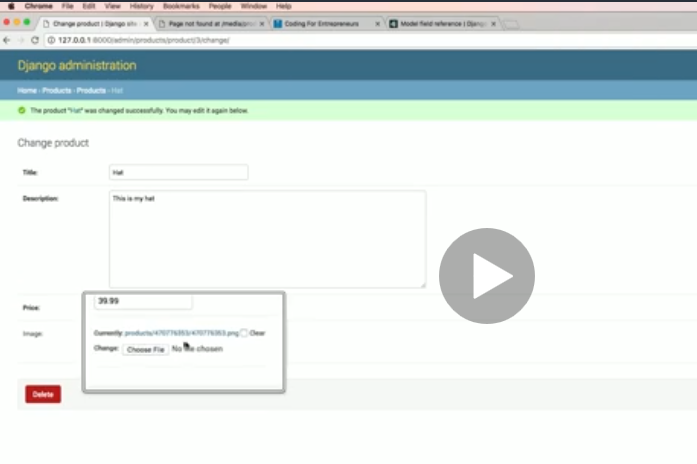 Chrome File Edit View History Bookmarks People Window Help
Change product | Django site Page not found at /media/prod Coding For Entrepreneurs Model field reference | Django
127.0.0.1:8000/admin/products/product/3/change/
Django administration
Home › Products › Products › Hat
The product "Hat" was changed successfully. You may edit it again below.
Change product
Title: Hat
Description: This is my hat
Price: 39.99
Image: Currently: products/470776353/470776353.png Clear
Change: Choose File No file chosen
Delete